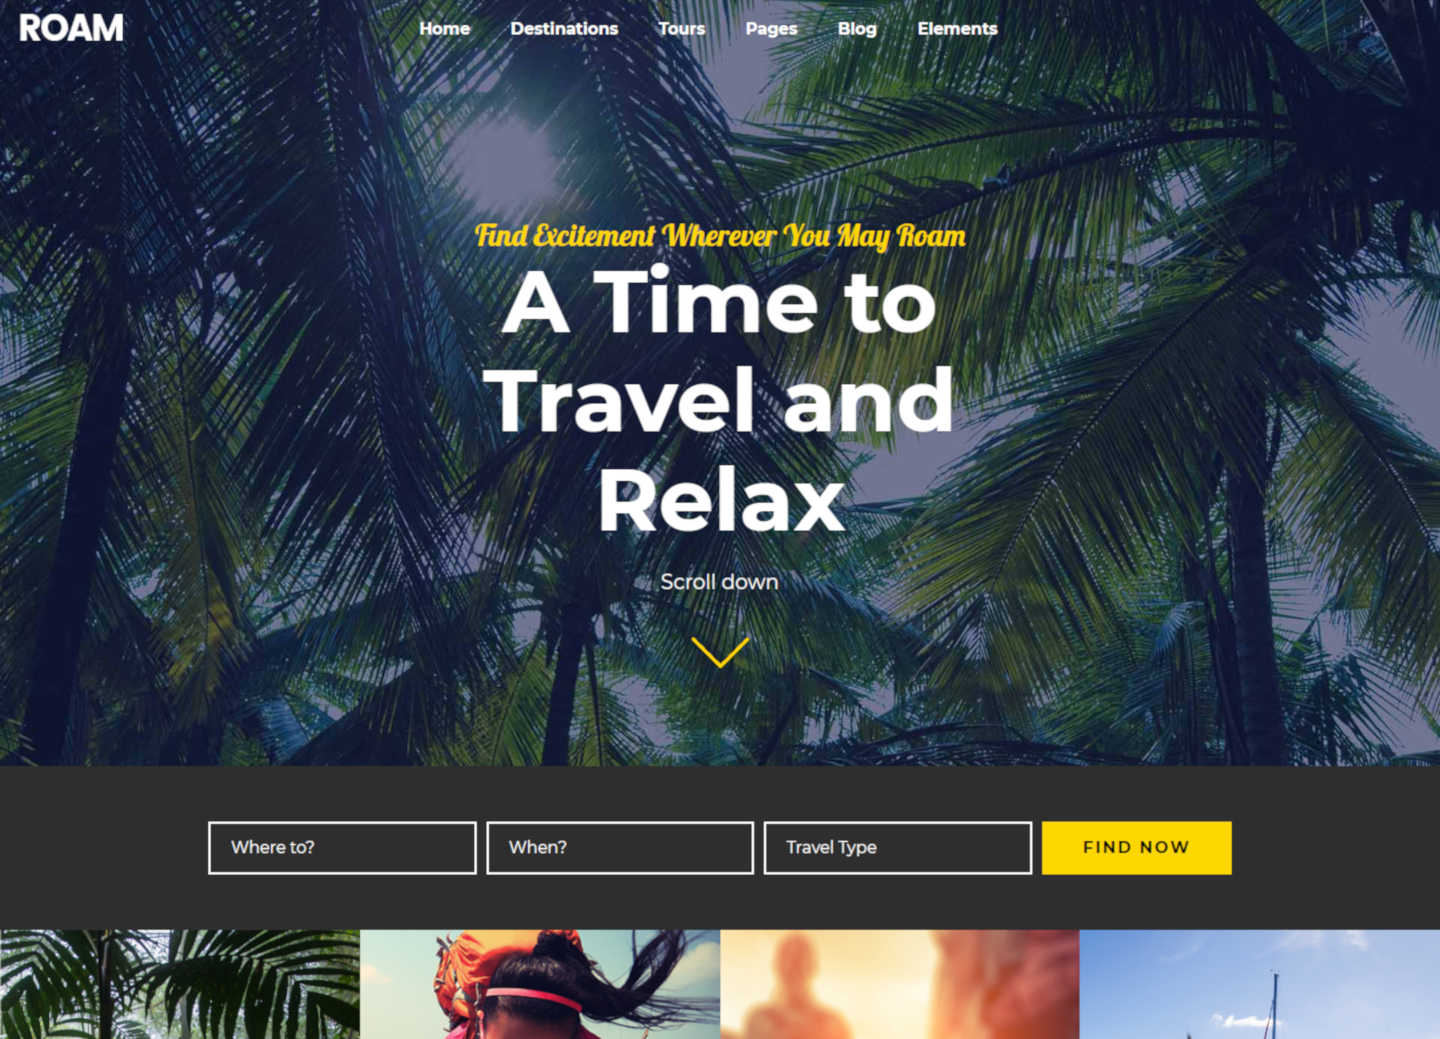 ROAM
Home Destinations Tours Pages Blog Elements
Find Excitement Wherever You May Roam
A Time to
Travel and
Relax
Scroll down
Where to? When? Travel Type FIND NOW